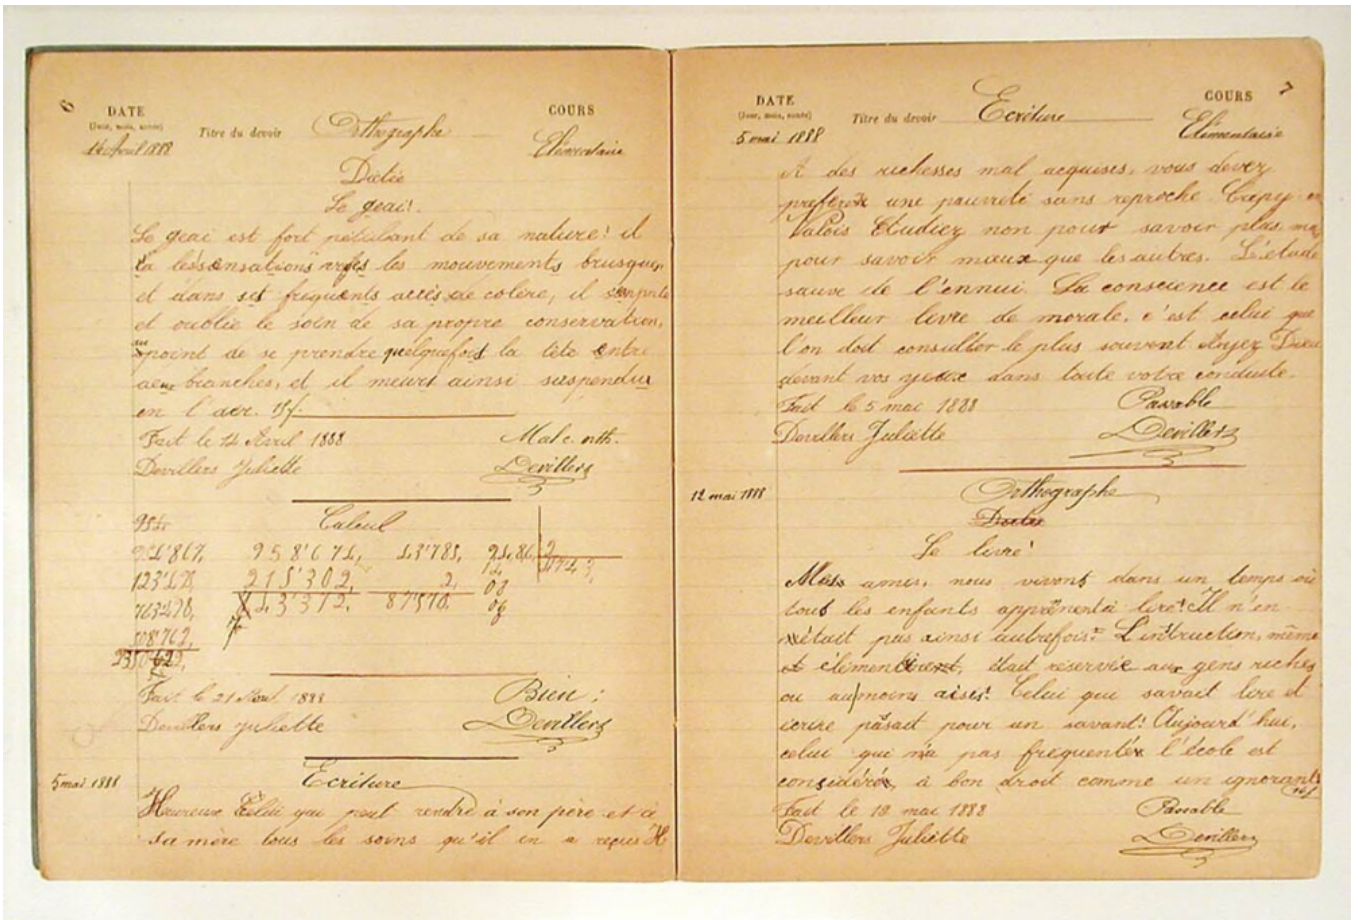 6
DATE
(Jour, mois, année)
Titre du devoir
Orthographe
COURS
14 Avril 1888
Elémentaire
Dictée
Le geai.
Le geai est fort pétulant de sa nature: il
a les sensations vives les mouvements brusques
et dans ses fréquents accès de colère, il s'emporte
et oublie le soin de sa propre conservation,
au point de se prendre quelquefois la tête entre
deux branches, et il meurt ainsi suspendu
en l'air.
Fait le 14 Avril 1888
Devillers Juliette
Devillers
Calcul
958'674,
215'302,
2,
Fait le 21 1888
Bien:
Devillers Juliette
Devillers
5 mai 1888
Ecriture
Heureux Celui qui peut rendre à son père et à
sa mère tous les soins qu'il en a reçus
DATE
(Jour, mois, année)
Titre du devoir
Ecriture
COURS
7
5 mai 1888
Elémentaire
A des richesses mal acquises, vous devez
préférer une pauvreté sans reproche. Crépy-en
Valois Etudiez non pour savoir plus mais
pour savoir mieux que les autres. L'étude
sauve de l'ennui. La conscience est le
meilleur livre de morale, c'est celui que
l'on doit consulter le plus souvent Ayez Dieu
devant vos yeux dans toute votre conduite.
Fait le 5 mai 1888
Passable
Devillers Juliette
Devillers
12 mai 1888
Orthographe
Dictée
Le livre
Mes amis, nous vivons dans un temps où
tous les enfants apprennent à lire. Il n'en
était pas ainsi autrefois. L'intruction, même
élémentaire, était réservée aux gens riches
ou au moins aisés. Celui qui savait lire et
écrire passait pour un savant! Aujourd'hui,
celui qui n'a pas fréquenté l'école est
considéré, à bon droit comme un ignorant
Fait le 12 mai 1888
Passable
Devillers Juliette
Devillers